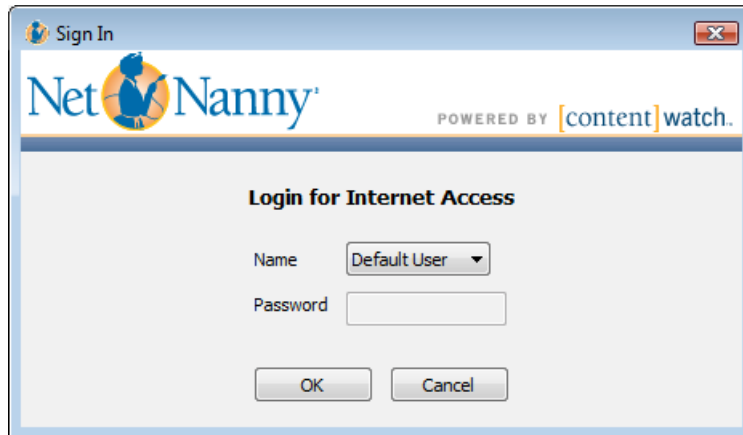 Sign In
Net Nanny
POWERED BY [content]watch.
Login for Internet Access
Name Default User
Password
OK Cancel